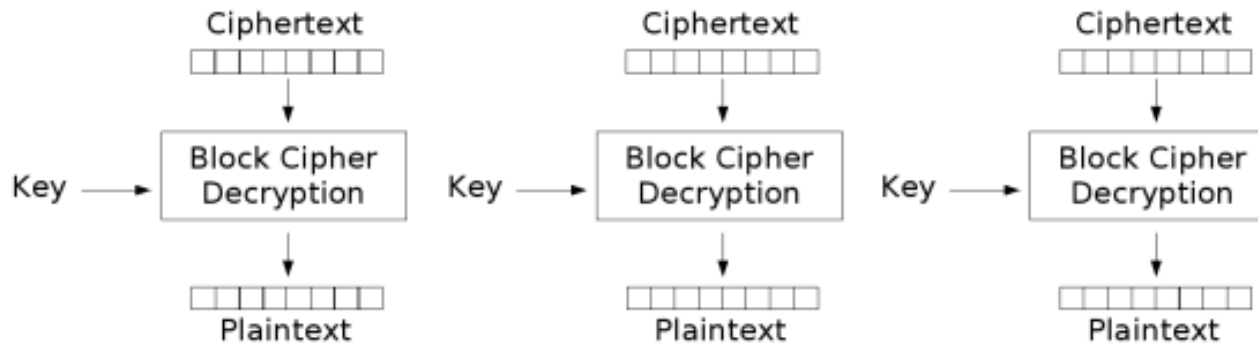 Ciphertext Ciphertext Ciphertext
Block Cipher Block Cipher Block Cipher
Key Decryption Key Decryption Key Decryption
Plaintext Plaintext Plaintext